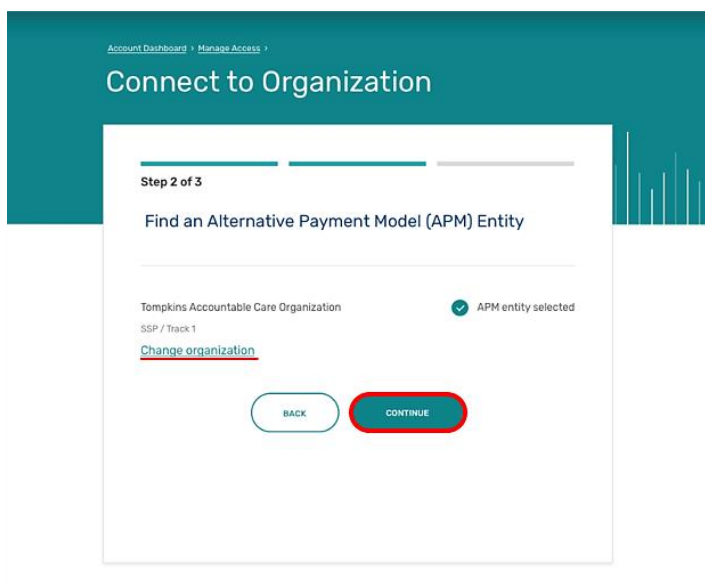 Account Dashboard › Manage Access ›
Connect to Organization
Step 2 of 3
Find an Alternative Payment Model (APM) Entity
Tompkins Accountable Care Organization
APM entity selected
SSP / Track 1
Change organization
BACK
CONTINUE